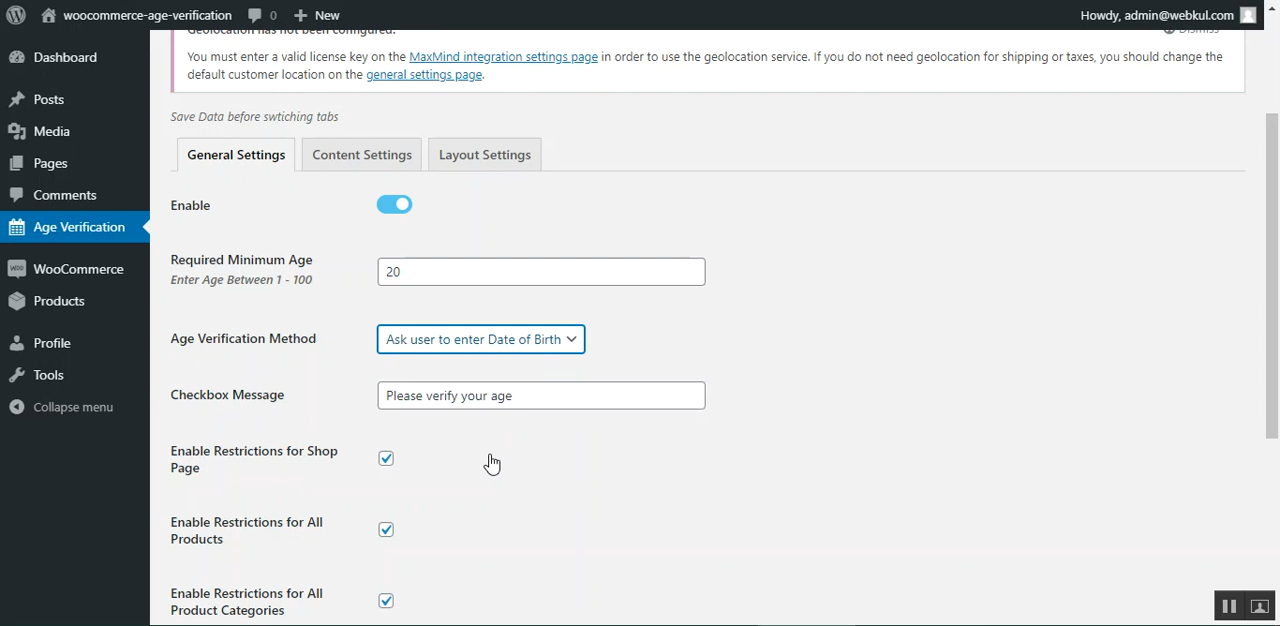 woocommerce-age-verification 0 New Howdy, admin@webkul.com
Dashboard
Posts
Media
Pages
Comments
Age Verification
WooCommerce
Products
Profile
Tools
Collapse menu
Geolocation has not been configured.
Dismiss
You must enter a valid license key on the MaxMind integration settings page in order to use the geolocation service. If you do not need geolocation for shipping or taxes, you should change the
default customer location on the general settings page.
Save Data before swtiching tabs
General Settings Content Settings Layout Settings
Enable
Required Minimum Age
Enter Age Between 1 - 100
20
Age Verification Method
Ask user to enter Date of Birth
Checkbox Message
Please verify your age
Enable Restrictions for Shop
Page
Enable Restrictions for All
Products
Enable Restrictions for All
Product Categories